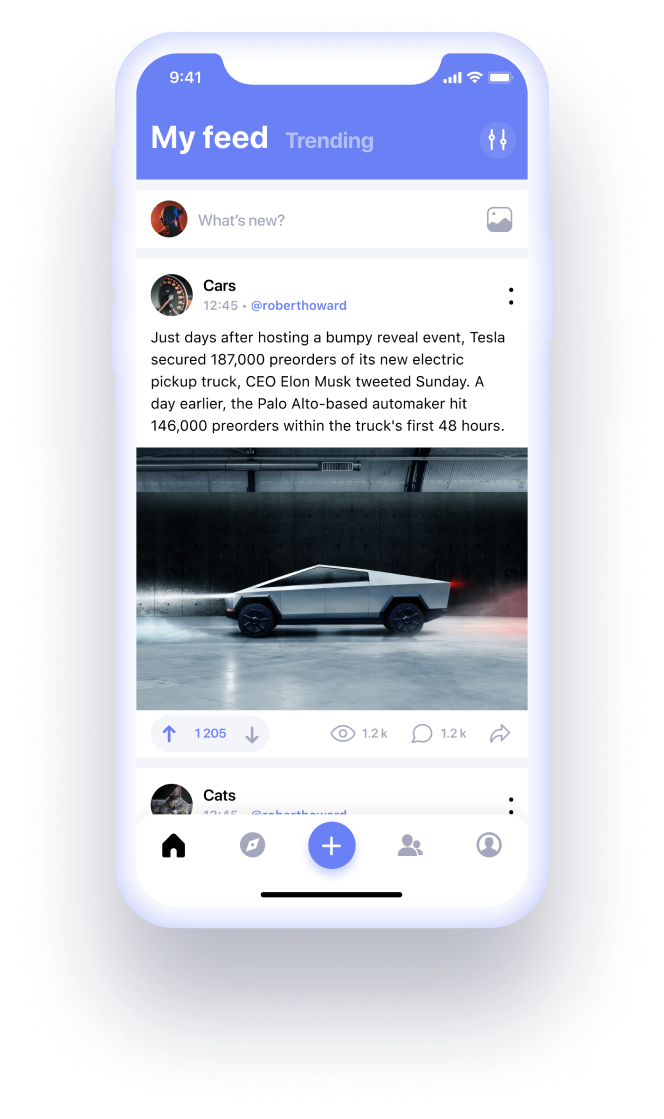 9:41
My feed Trending
What's new?
Cars
12:45 • @roberthoward
Just days after hosting a bumpy reveal event, Tesla
secured 187,000 preorders of its new electric
pickup truck, CEO Elon Musk tweeted Sunday. A
day earlier, the Palo Alto-based automaker hit
146,000 preorders within the truck's first 48 hours.
1 205 1.2 k 1.2 k
Cats
12:45 @roberthoward